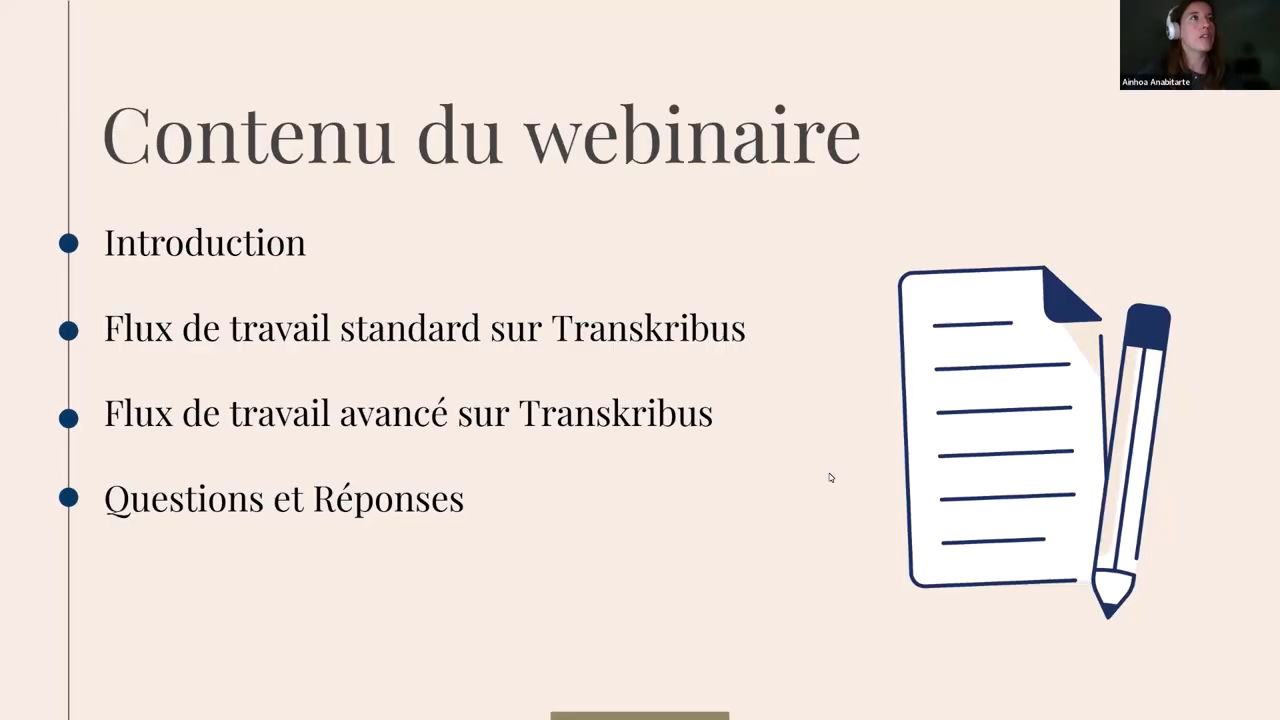 Ainhoa Anabitarte
Contenu du webinaire
Introduction
Flux de travail standard sur Transkribus
Flux de travail avancé sur Transkribus
Questions et Réponses